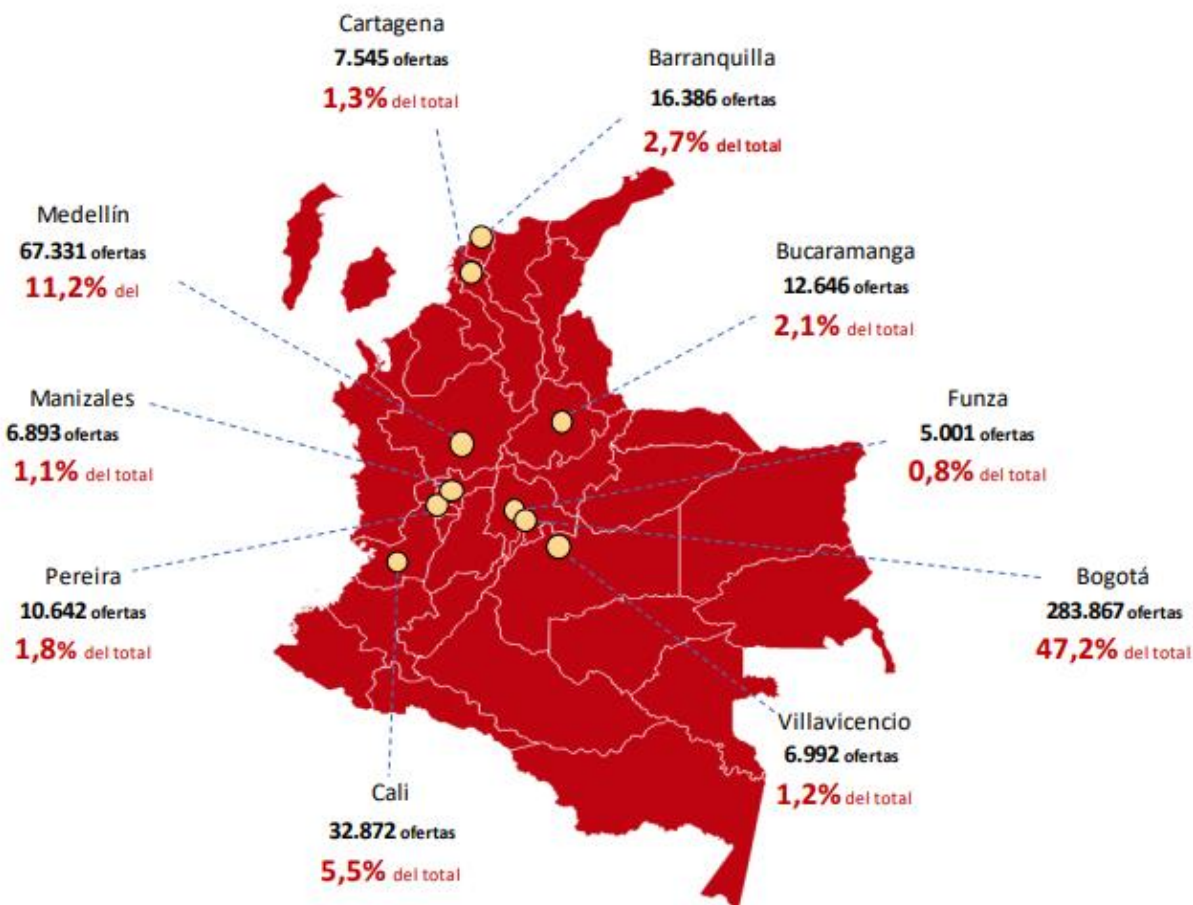 Cartagena
7.545 ofertas
1,3% del total
Barranquilla
16.386 ofertas
2,7% del total
Medellín
67.331 ofertas
11,2% del
Bucaramanga
12.646 ofertas
2,1% del total
Manizales
6.893 ofertas
1,1% del total
Funza
5.001 ofertas
0,8% del total
Pereira
10.642 ofertas
1,8% del total
Bogotá
283.867 ofertas
47,2% del total
Villavicencio
6.992 ofertas
1,2% del total
Cali
32.872 ofertas
5,5% del total